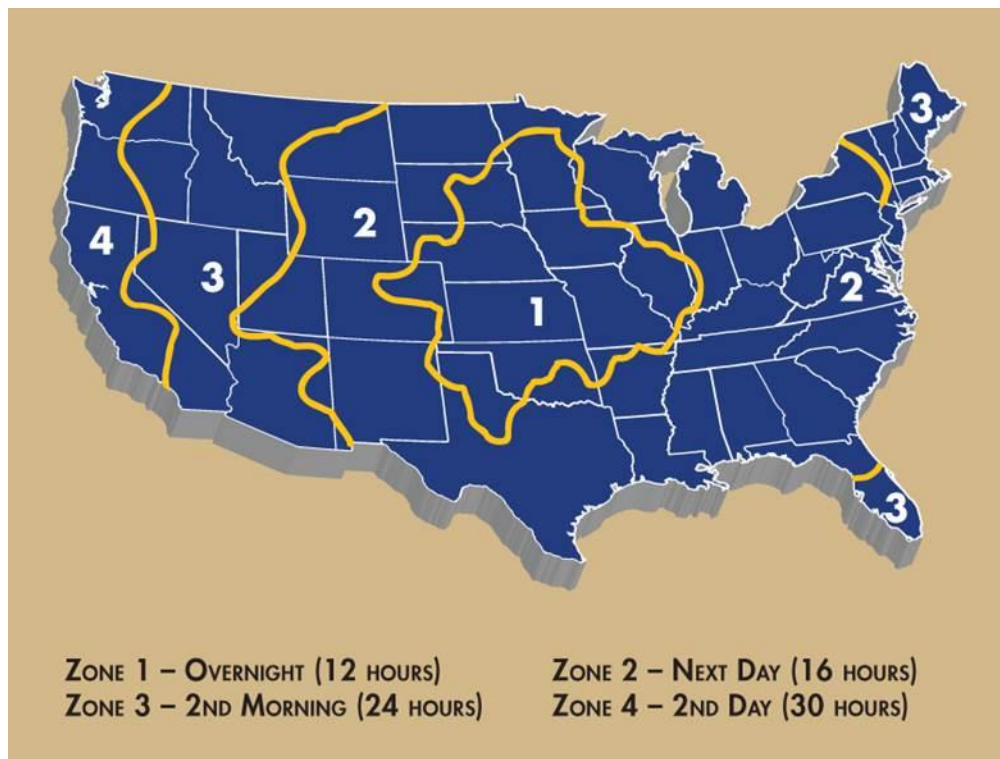 3
2
4
3
2
1
3
Zone 1 – Overnight (12 hours)
Zone 2 – Next Day (16 hours)
Zone 3 – 2nd Morning (24 hours)
Zone 4 – 2nd Day (30 hours)